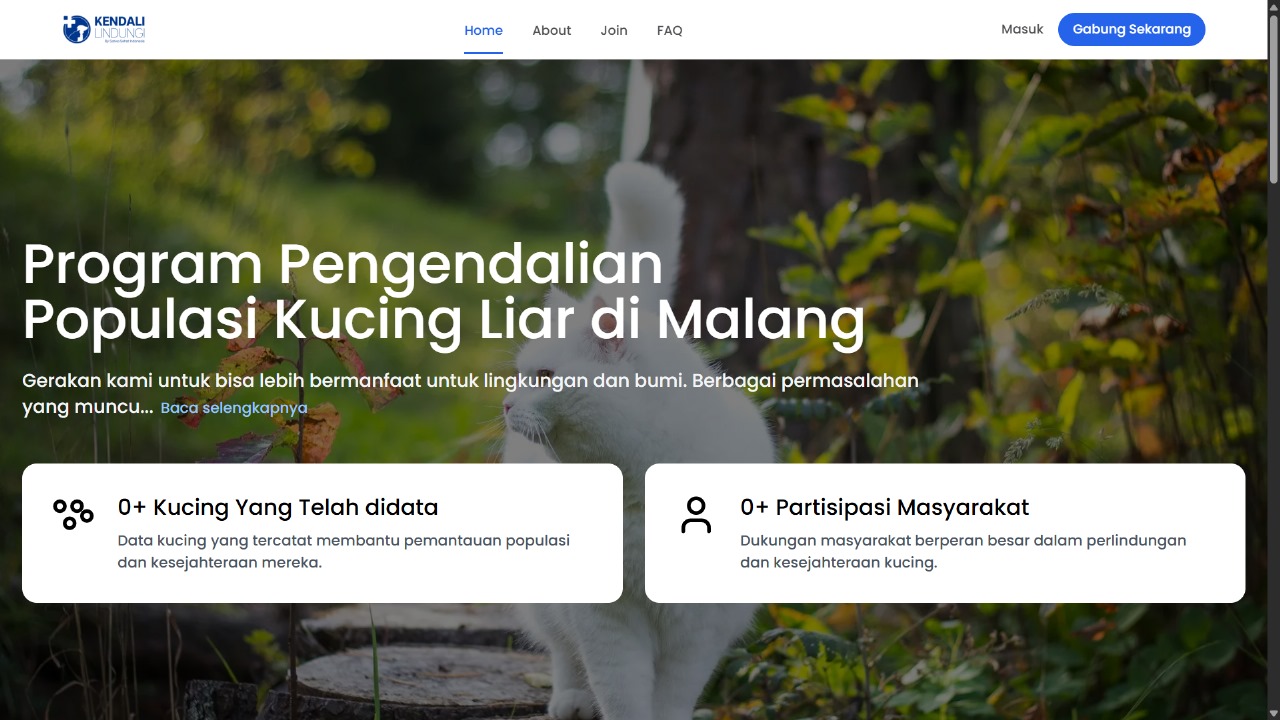 KENDALI
LINDUNGI
Home
About
Join
FAQ
Masuk
Gabung Sekarang
Program Pengendalian
Populasi Kucing Liar di Malang
Gerakan kami untuk bisa lebih bermanfaat untuk lingkungan dan bumi. Berbagai permasalahan
yang muncu... Baca selengkapnya
0+ Kucing Yang Telah didata
Data kucing yang tercatat membantu pemantauan populasi
dan kesejahteraan mereka.
0+ Partisipasi Masyarakat
Dukungan masyarakat berperan besar dalam perlindungan
dan kesejahteraan kucing.